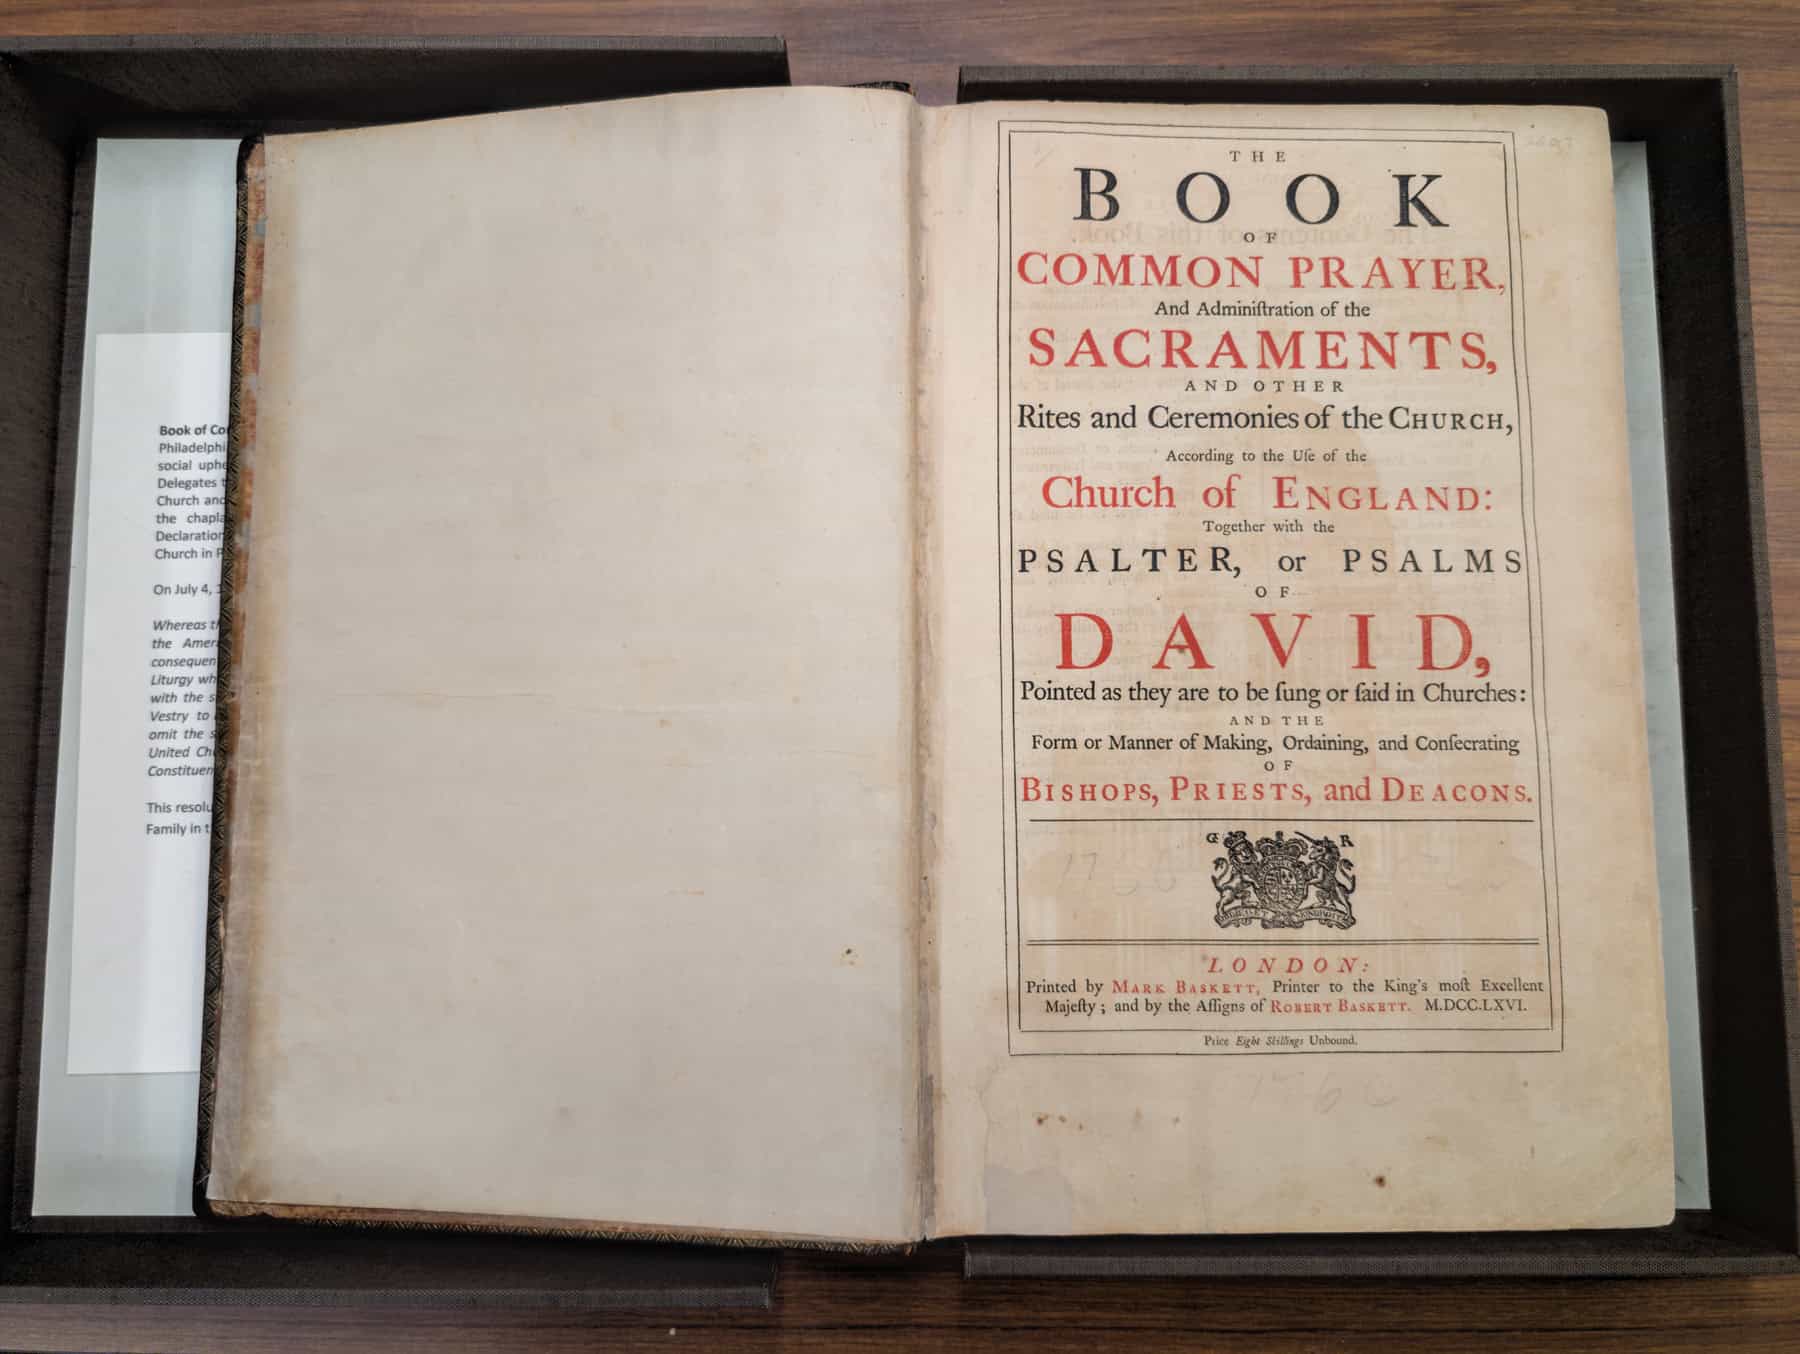 Book of Co
Philadelphi
social uphe
Delegates t
Church and
the chapla
Declaration
Church in P
On July 4, 1
Whereas th
the Amer
consequen
Liturgy wh
with the s
Vestry to
omit the s
United Ch
Constituen
This resolu
Family in t
THE
BOOK
OF
COMMON PRAYER,
And Adminiſtration of the
SACRAMENTS,
AND OTHER
Rites and Ceremonies of the CHURCH,
According to the Uſe of the
Church of ENGLAND:
Together with the
PSALTER, or PSALMS
OF
DAVID,
Pointed as they are to be ſung or ſaid in Churches:
AND THE
Form or Manner of Making, Ordaining, and Conſecrating
OF
BISHOPS, PRIESTS, and DEACONS.
G R
LONDON:
Printed by MARK BASKETT, Printer to the King's moſt Excellent
Majeſty; and by the Aſſigns of ROBERT BASKETT. M.DCC.LXVI.
Price Eight Shillings Unbound.